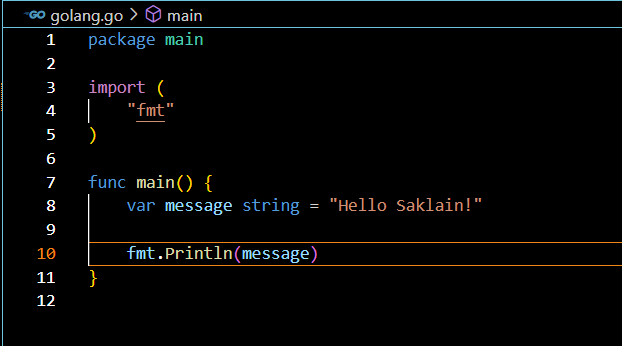 GO golang.go > main
1 package main
2
3 import (
4     "fmt"
5 )
6
7 func main() {
8     var message string = "Hello Saklain!"
9
10     fmt.Println(message)
11 }
12